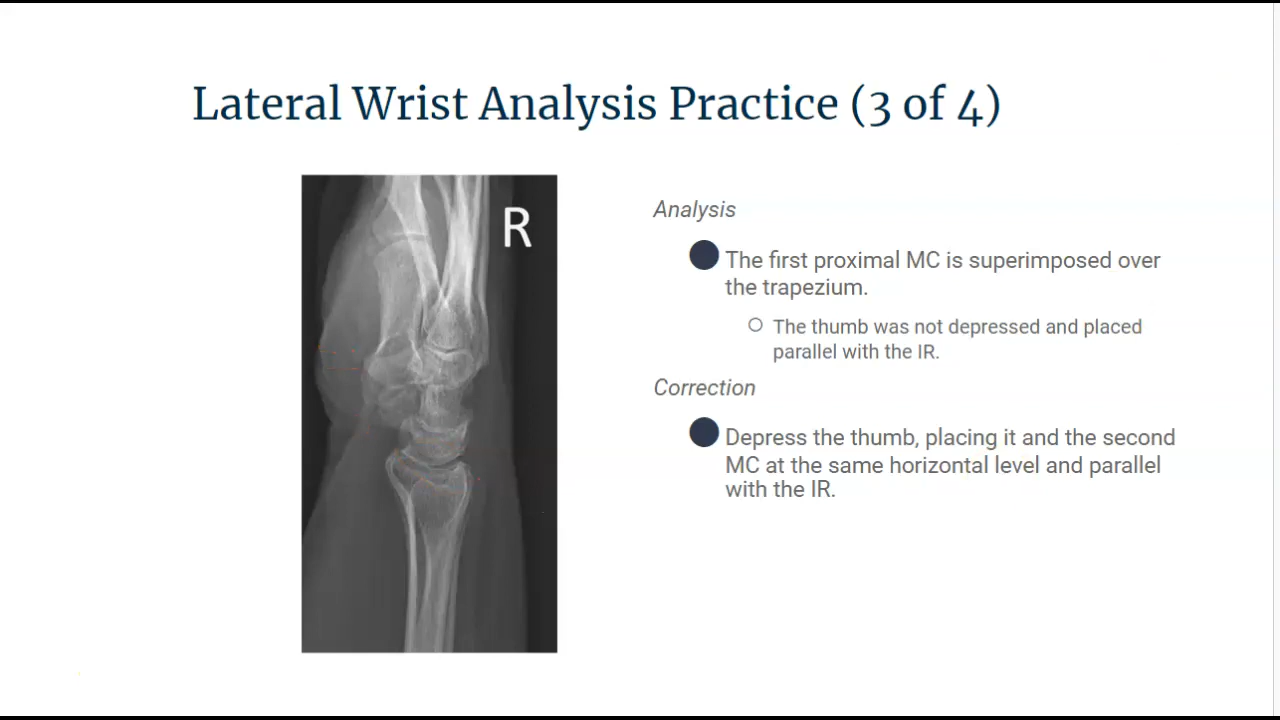 Lateral Wrist Analysis Practice (3 of 4)
R
Analysis
The first proximal MC is superimposed over
the trapezium.
The thumb was not depressed and placed
parallel with the IR.
Correction
Depress the thumb, placing it and the second
MC at the same horizontal level and parallel
with the IR.